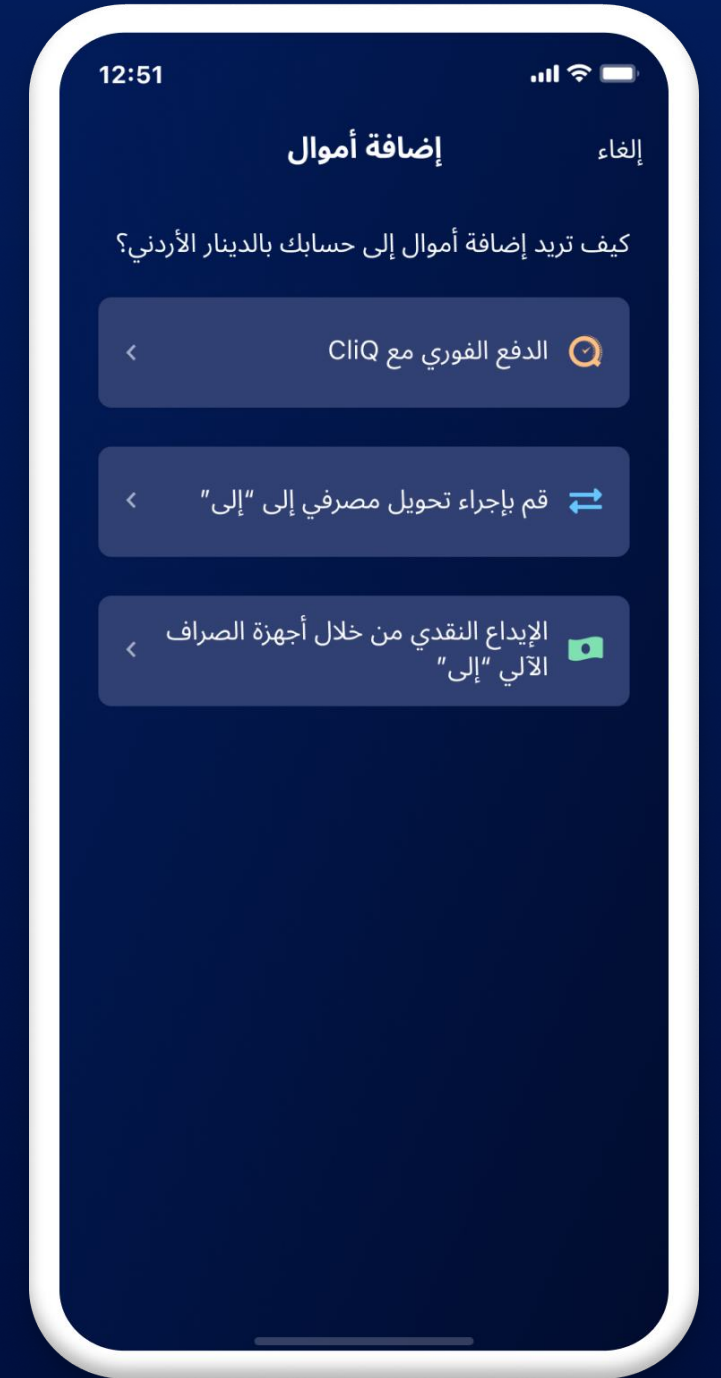 12:51
إلغاء
إضافة أموال
كيف تريد إضافة أموال إلى حسابك بالدينار الأردني؟
الدفع الفوري مع CliQ
قم بإجراء تحويل مصرفي إلى “إلى”
الإيداع النقدي من خلال أجهزة الصراف
الآلي “إلى”